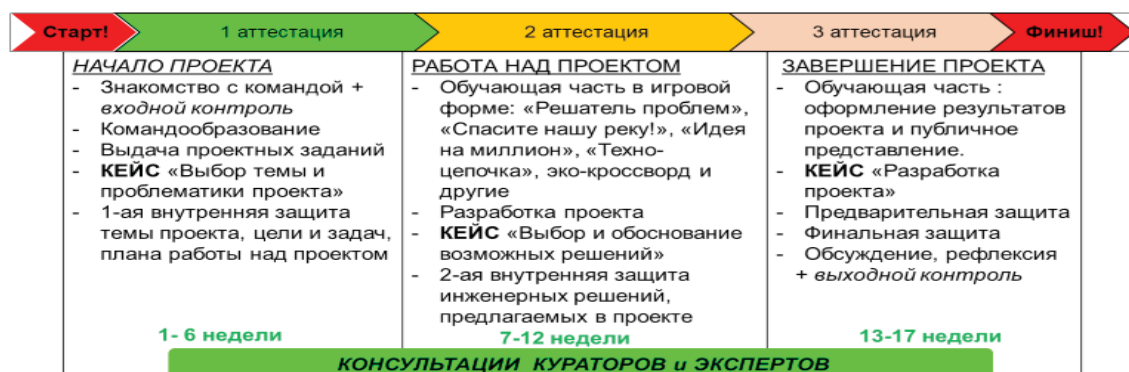 Старт!
1 аттестация
2 аттестация
3 аттестация
Финиш!
НАЧАЛО ПРОЕКТА
- Знакомство с командой +
входной контроль
- Командообразование
- Выдача проектных заданий
- КЕЙС «Выбор темы и
проблематики проекта»
- 1-ая внутренняя защита
темы проекта, цели и задач,
плана работы над проектом
1- 6 недели
РАБОТА НАД ПРОЕКТОМ
- Обучающая часть в игровой
форме: «Решатель проблем»,
«Спасите нашу реку!», «Идея
на миллион», «Техно-
цепочка», эко-кроссворд и
другие
- Разработка проекта
- КЕЙС «Выбор и обоснование
возможных решений»
- 2-ая внутренняя защита
инженерных решений,
предлагаемых в проекте
7-12 недели
ЗАВЕРШЕНИЕ ПРОЕКТА
- Обучающая часть :
оформление результатов
проекта и публичное
представление.
- КЕЙС «Разработка
проекта»
- Предварительная защита
- Финальная защита
- Обсуждение, рефлексия
+ выходной контроль
13-17 недели
КОНСУЛЬТАЦИИ КУРАТОРОВ и ЭКСПЕРТОВ